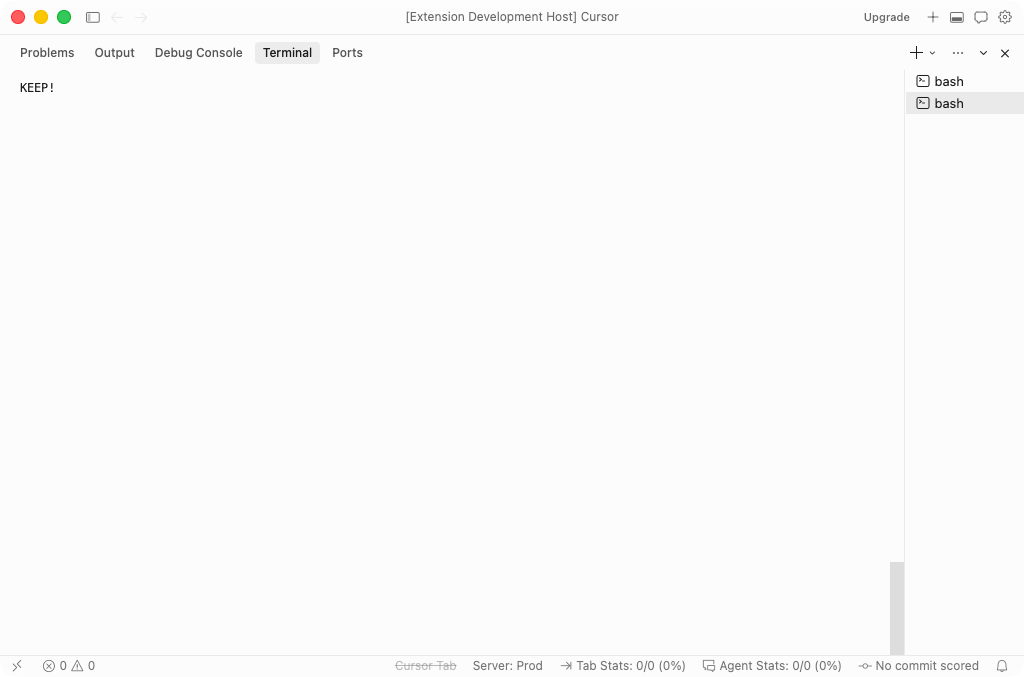 [Extension Development Host] Cursor
Upgrade
Problems Output Debug Console Terminal Ports
KEEP!
bash
bash
0 0
Cursor Tab Server: Prod Tab Stats: 0/0 (0%) Agent Stats: 0/0 (0%) No commit scored